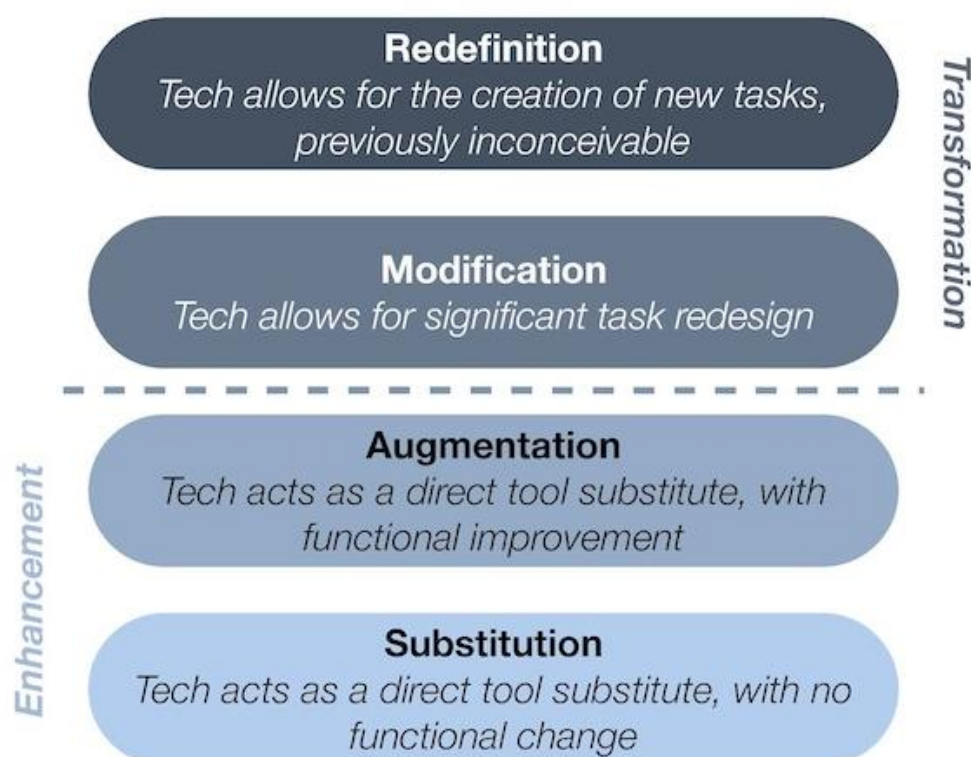 Redefinition
Tech allows for the creation of new tasks,
previously inconceivable
Transformation
Modification
Tech allows for significant task redesign
Augmentation
Tech acts as a direct tool substitute, with
functional improvement
Enhancement
Substitution
Tech acts as a direct tool substitute, with no
functional change